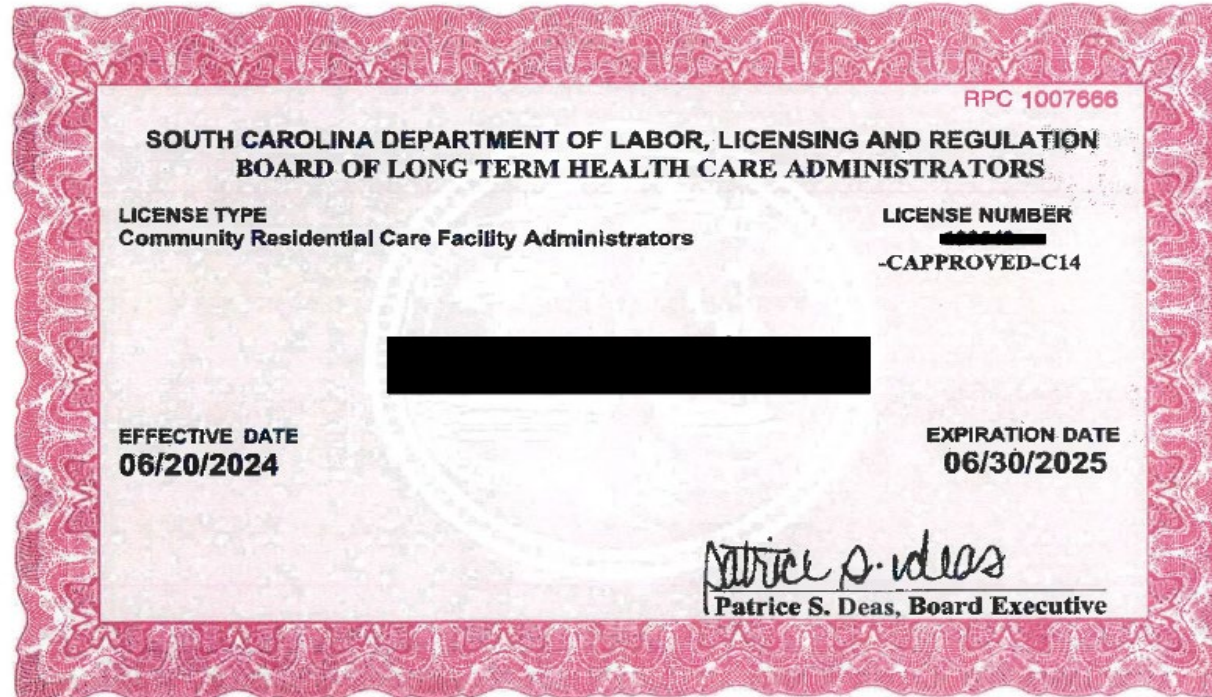 RPC 1007666
SOUTH CAROLINA DEPARTMENT OF LABOR, LICENSING AND REGULATION
BOARD OF LONG TERM HEALTH CARE ADMINISTRATORS
LICENSE TYPE
Community Residential Care Facility Administrators
LICENSE NUMBER
-CAPPROVED-C14
EFFECTIVE DATE
06/20/2024
EXPIRATION DATE
06/30/2025
Patrice S. Deas
Patrice S. Deas, Board Executive